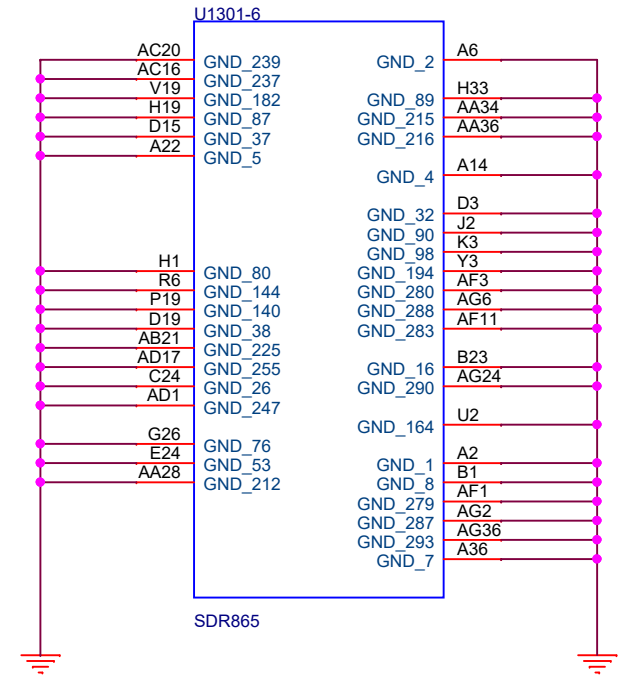 U1301-6
AC20 GND_239 GND_2 A6
AC16 GND_237
V19 GND_182 GND_89 H33
H19 GND_87 GND_215 AA34
D15 GND_37 GND_216 AA36
A22 GND_5
GND_4 A14
GND_32 D3
GND_90 J2
GND_98 K3
H1 GND_80 GND_194 Y3
R6 GND_144 GND_280 AF3
P19 GND_140 GND_288 AG6
D19 GND_38 GND_283 AF11
AB21 GND_225
AD17 GND_255 GND_16 B23
C24 GND_26 GND_290 AG24
AD1 GND_247
GND_164 U2
G26 GND_76
E24 GND_53 GND_1 A2
AA28 GND_212 GND_8 B1
GND_279 AF1
GND_287 AG2
GND_293 AG36
GND_7 A36
SDR865